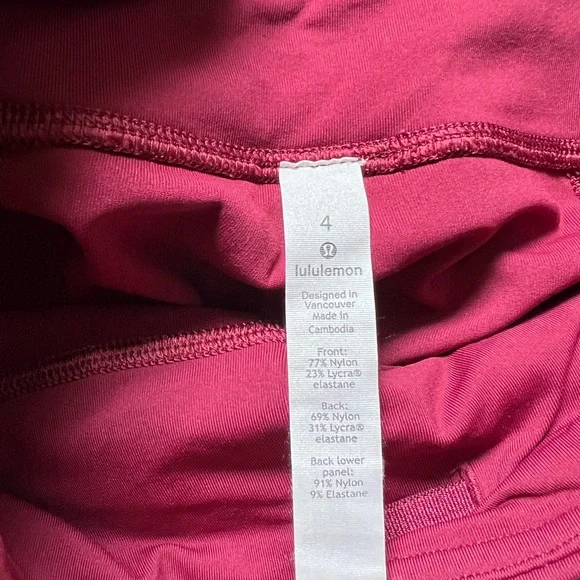 4
lululemon
Designed in
Vancouver
Made in
Cambodia
Front:
77% Nylon
23% Lycra®
elastane
Back:
69% Nylon
31% Lycra®
elastane
Back lower
panel:
91% Nylon
9% Elastane